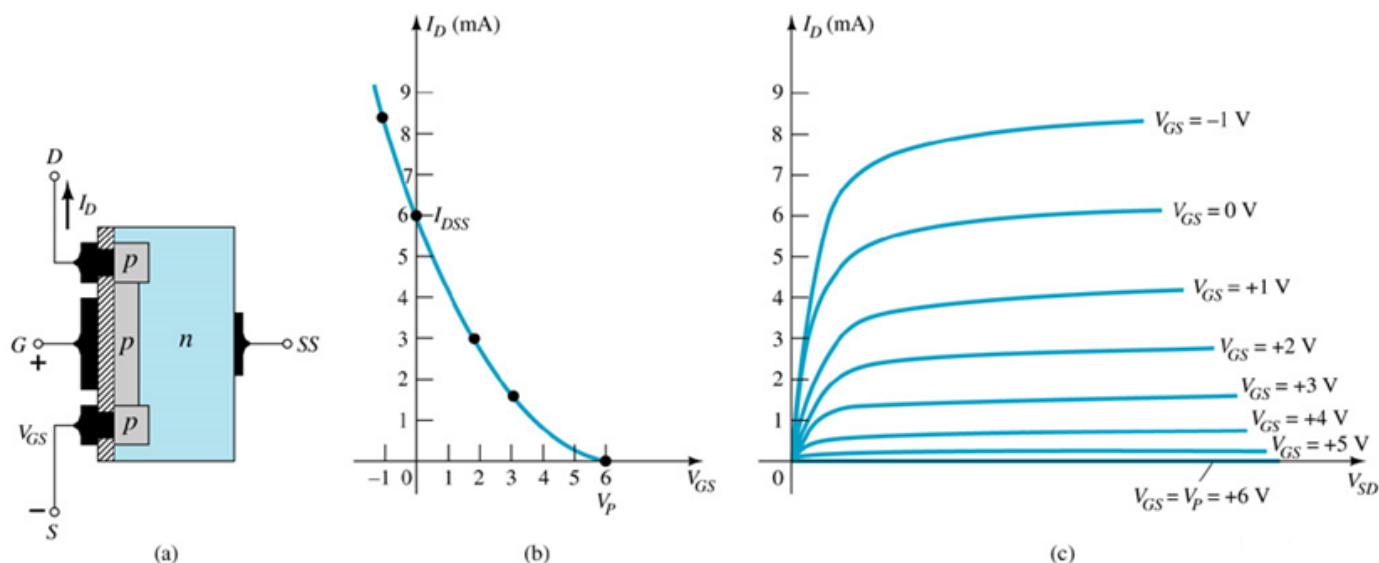 D
I_D
p
G
+
p
n
SS
p
V_GS
–
S
(a)
I_D (mA)
9
8
7
6
I_DSS
5
4
3
2
1
–1 0 1 2 3 4 5 6
V_GS
V_P
(b)
I_D (mA)
9
8
7
6
5
4
3
2
1
0
V_GS = –1 V
V_GS = 0 V
V_GS = +1 V
V_GS = +2 V
V_GS = +3 V
V_GS = +4 V
V_GS = +5 V
V_SD
V_GS = V_P = +6 V
(c)